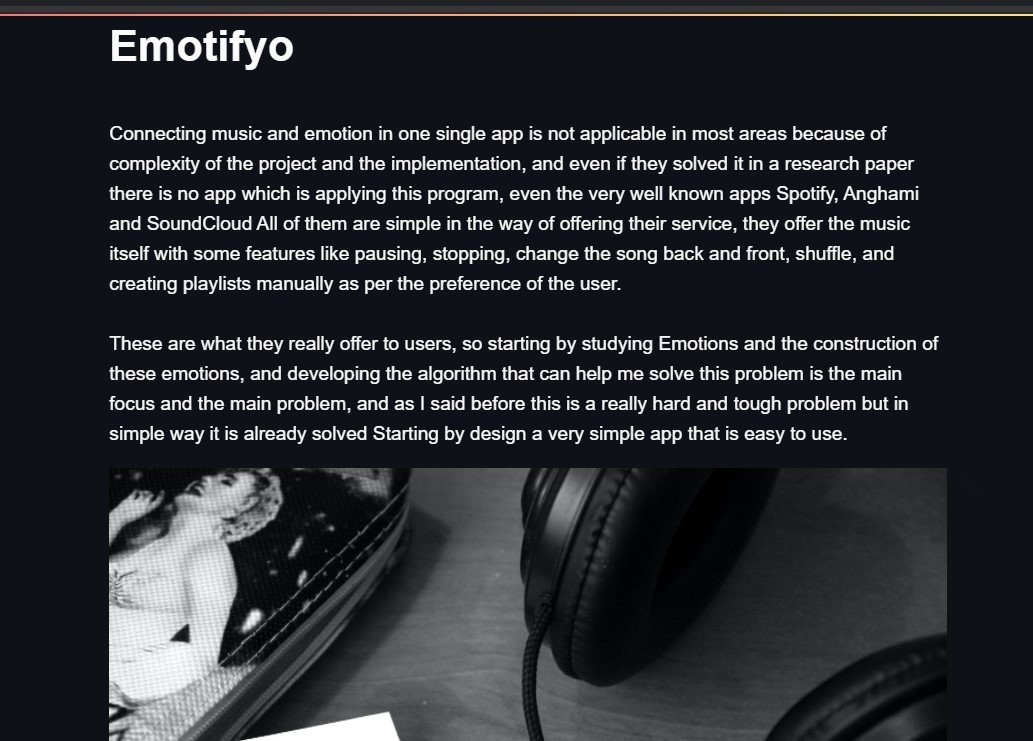 Emotifyo
Connecting music and emotion in one single app is not applicable in most areas because of
complexity of the project and the implementation, and even if they solved it in a research paper
there is no app which is applying this program, even the very well known apps Spotify, Anghami
and SoundCloud All of them are simple in the way of offering their service, they offer the music
itself with some features like pausing, stopping, change the song back and front, shuffle, and
creating playlists manually as per the preference of the user.
These are what they really offer to users, so starting by studying Emotions and the construction of
these emotions, and developing the algorithm that can help me solve this problem is the main
focus and the main problem, and as I said before this is a really hard and tough problem but in
simple way it is already solved Starting by design a very simple app that is easy to use.